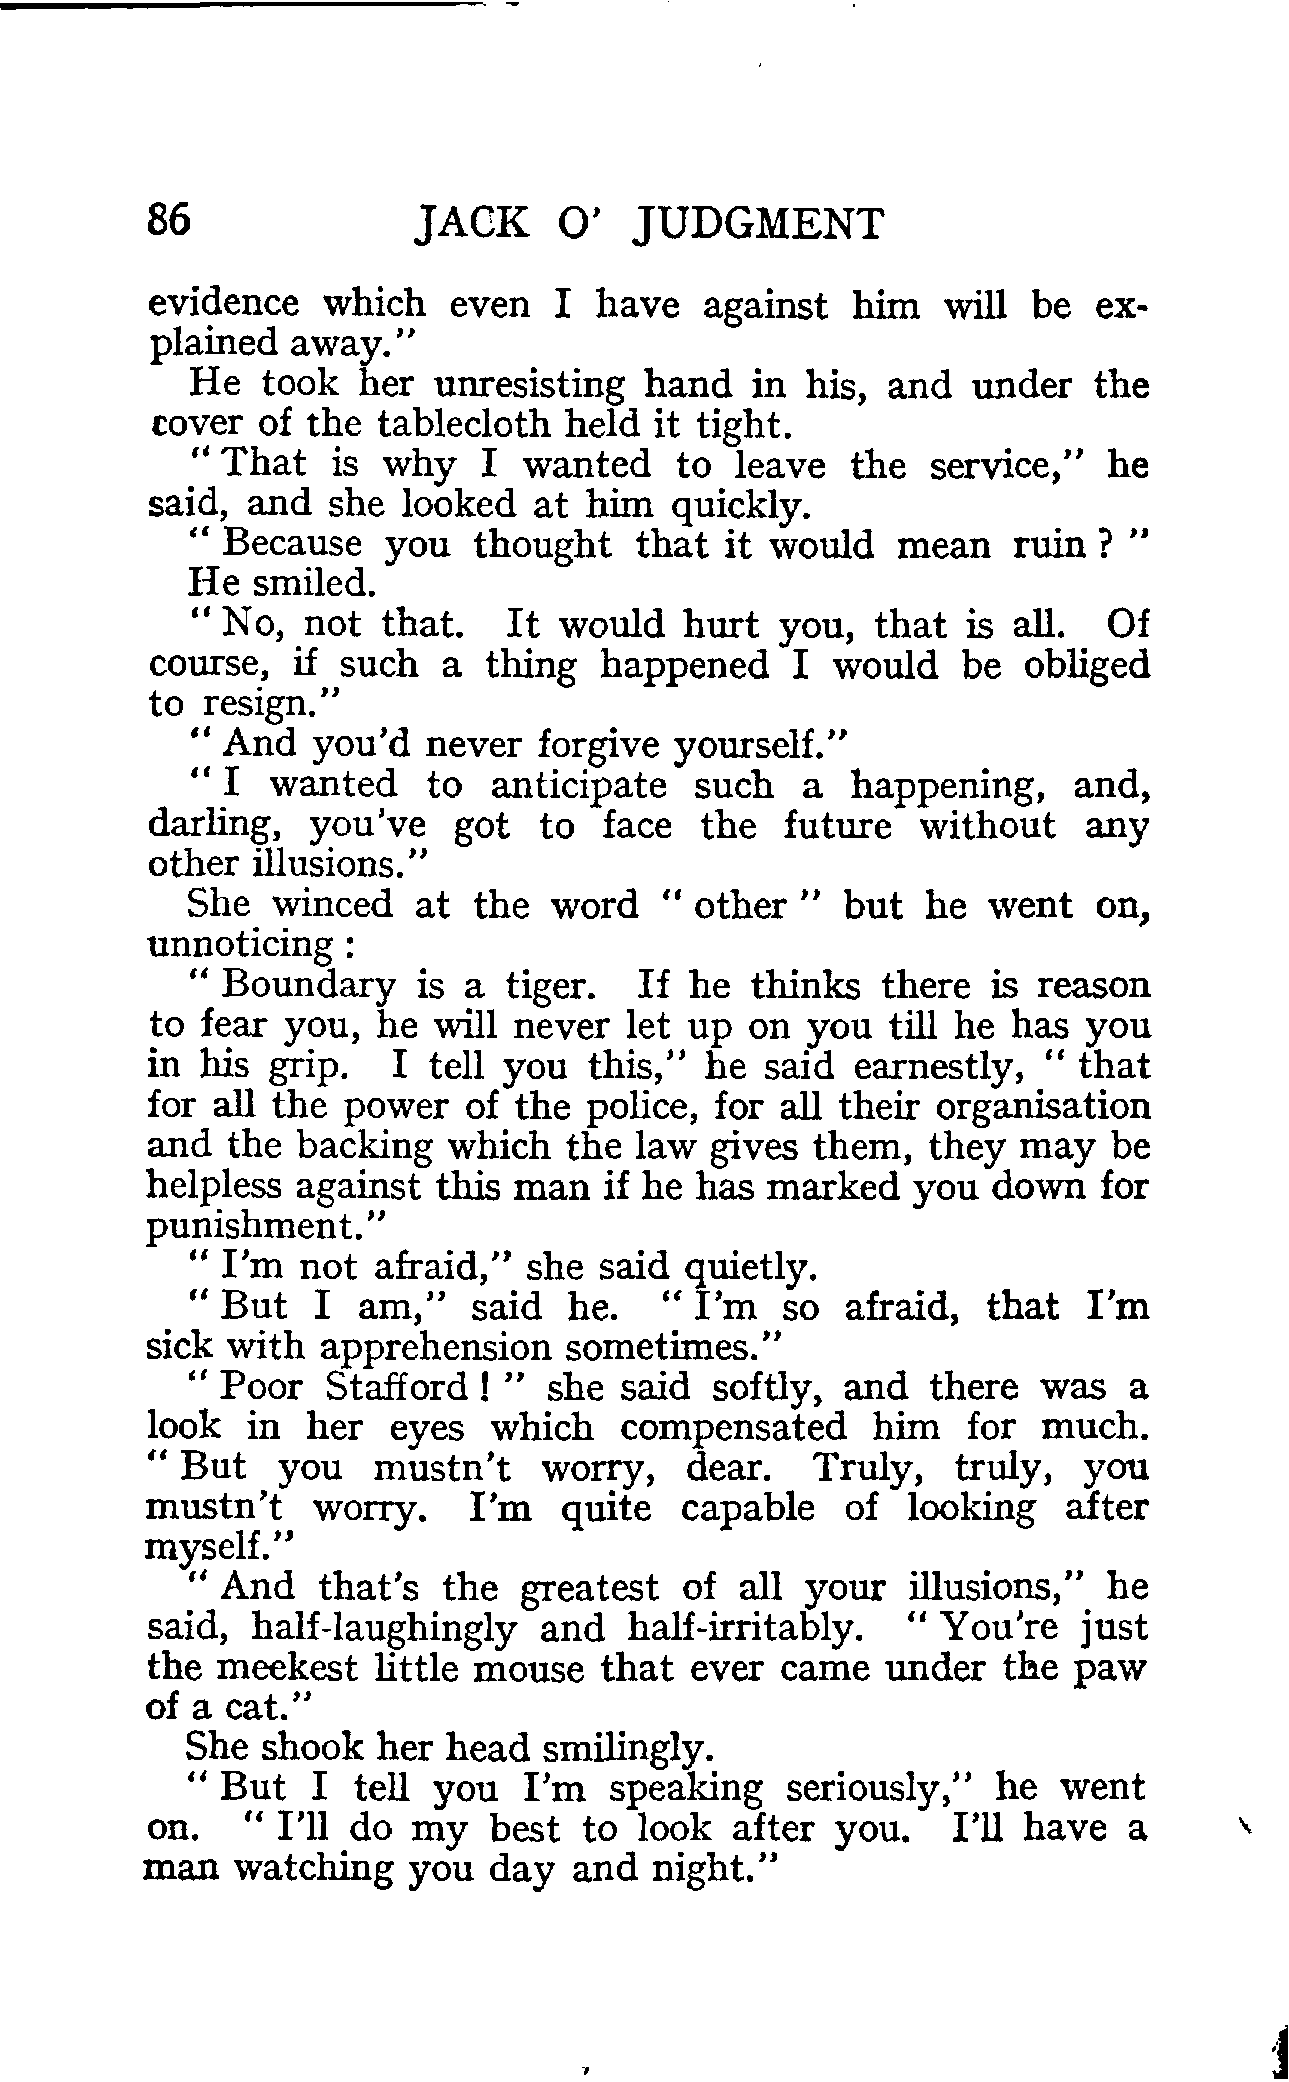 86 JACK O' JUDGMENT
evidence which even I have against him will be ex-
plained away."
He took her unresisting hand in his, and under the
cover of the tablecloth held it tight.
"That is why I wanted to leave the service," he
said, and she looked at him quickly.
"Because you thought that it would mean ruin?"
He smiled.
"No, not that. It would hurt you, that is all. Of
course, if such a thing happened I would be obliged
to resign."
"And you'd never forgive yourself."
"I wanted to anticipate such a happening, and,
darling, you've got to face the future without any
other illusions."
She winced at the word "other" but he went on,
unnoticing:
"Boundary is a tiger. If he thinks there is reason
to fear you, he will never let up on you till he has you
in his grip. I tell you this," he said earnestly, "that
for all the power of the police, for all their organisation
and the backing which the law gives them, they may be
helpless against this man if he has marked you down for
punishment."
"I'm not afraid," she said quietly.
"But I am," said he. "I'm so afraid, that I'm
sick with apprehension sometimes."
"Poor Stafford!" she said softly, and there was a
look in her eyes which compensated him for much.
"But you mustn't worry, dear. Truly, truly, you
mustn't worry. I'm quite capable of looking after
myself."
"And that's the greatest of all your illusions," he
said, half-laughingly and half-irritably. "You're just
the meekest little mouse that ever came under the paw
of a cat."
She shook her head smilingly.
"But I tell you I'm speaking seriously," he went
on. "I'll do my best to look after you. I'll have a
man watching you day and night."